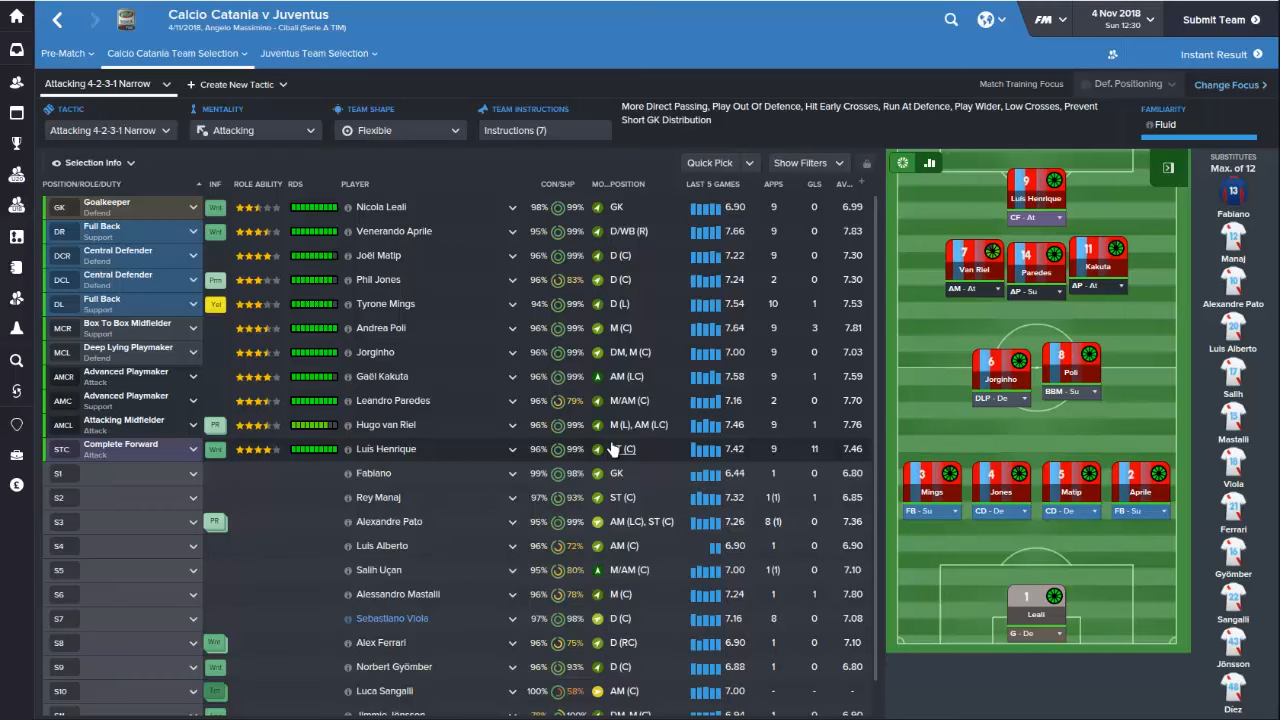 Calcio Catania v Juventus
4/11/2018, Angelo Massimino - Cibali (Serie A TIM)
FM
4 Nov 2018
Sun 12:30
Submit Team
Pre-Match
Calcio Catania Team Selection
Juventus Team Selection
Instant Result
Attacking 4-2-3-1 Narrow
Create New Tactic
Match Training Focus
Def. Positioning
Change Focus
TACTIC
MENTALITY
TEAM SHAPE
TEAM INSTRUCTIONS
Attacking 4-2-3-1 Narrow
Attacking
Flexible
Instructions (7)
More Direct Passing, Play Out Of Defence, Hit Early Crosses, Run At Defence, Play Wider, Low Crosses, Prevent
Short GK Distribution
FAMILIARITY
Fluid
Selection Info
Quick Pick
Show Filters
POSITION/ROLE/DUTY INF ROLE ABILITY RDS PLAYER CON/SHP MO... POSITION LAST 5 GAMES APPS GLS AV...
GK Goalkeeper Defend Wnt Nicola Leali 98% 99% GK 6.90 9 0 6.99
DR Full Back Support Wnt Venerando Aprile 95% 99% D/WB (R) 7.66 9 0 7.83
DCR Central Defender Defend Joël Matip 95% 99% D (C) 7.22 9 0 7.30
DCL Central Defender Defend Prm Phil Jones 96% 83% D (C) 7.24 2 0 7.30
DL Full Back Support Yel Tyrone Mings 94% 99% D (L) 7.54 10 1 7.53
MCR Box To Box Midfielder Support Andrea Poli 96% 99% M (C) 7.64 9 3 7.81
MCL Deep Lying Playmaker Defend Jorginho 96% 99% DM, M (C) 7.00 9 0 7.03
AMCR Advanced Playmaker Attack Gaël Kakuta 96% 99% AM (LC) 7.58 9 1 7.59
AMC Advanced Playmaker Support Leandro Paredes 96% 79% M/AM (C) 7.16 2 0 7.70
AMCL Attacking Midfielder Attack PR Hugo van Riel 96% 99% M (L), AM (LC) 7.46 9 1 7.76
STC Complete Forward Attack Wnt Luís Henrique 96% 99% (C) 7.42 9 11 7.46
S1 Fabiano 99% 98% GK 6.44 1 0 6.80
S2 Rey Manaj 97% 93% ST (C) 7.32 1(1) 1 6.85
S3 PR Alexandre Pato 95% 99% AM (LC), ST (C) 7.26 8 (1) 1 7.36
S4 Luis Alberto 96% 72% AM (C) 6.90 1 0 6.90
S5 Salih Uçan 95% 80% M/AM (C) 7.00 1(1) 0 7.10
S6 Alessandro Mastalli 96% 78% M (C) 7.24 1 1 7.80
S7 Sebastiano Viola 97% 98% D (C) 7.16 8 0 7.08
S8 Alex Ferrari 96% 75% D (RC) 6.90 1 0 7.10
S9 Wnt Norbert Gyömber 96% 93% D (C) 6.88 1 0 6.80
S10 Luca Sangalli 100% 58% AM (C) 7.00 - - -
9
Luís Henrique
CF - At
7
Van Riel
AM - At
14
Paredes
AP - Su
11
Kakuta
AP - At
6
Jorginho
DLP - De
8
Poli
BBM - Su
3
Mings
FB - Su
4
Jones
CD - De
5
Matip
CD - De
2
Aprile
FB - Su
1
Leali
G - De
SUBSTITUTES
Max. of 12
13
Fabiano
12
Manaj
10
Alexandre Pato
20
Luis Alberto
17
Salih
15
Mastalli
18
Viola
21
Ferrari
16
Gyömber
22
Sangalli
43
Jönsson
48
Díez